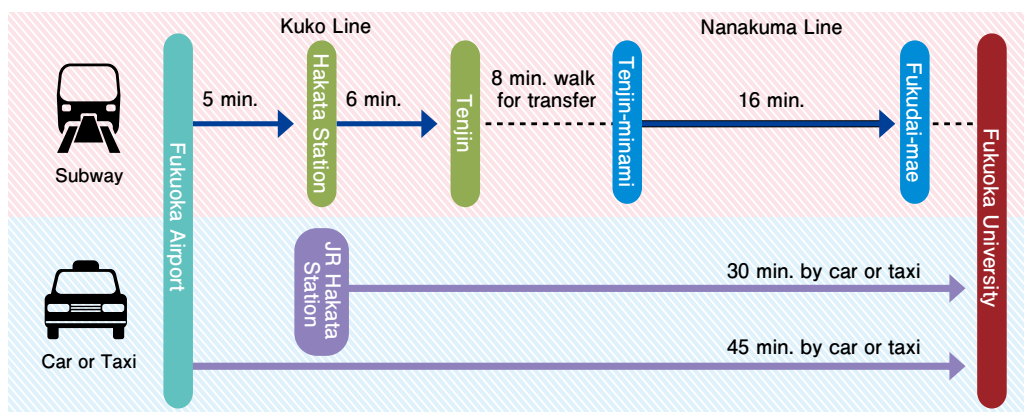 Kuko Line
Nanakuma Line
Subway
Fukuoka Airport
5 min.
Hakata Station
6 min.
Tenjin
8 min. walk
for transfer
Tenjin-minami
16 min.
Fukudai-mae
Fukuoka University
Car or Taxi
JR Hakata
Station
30 min. by car or taxi
45 min. by car or taxi